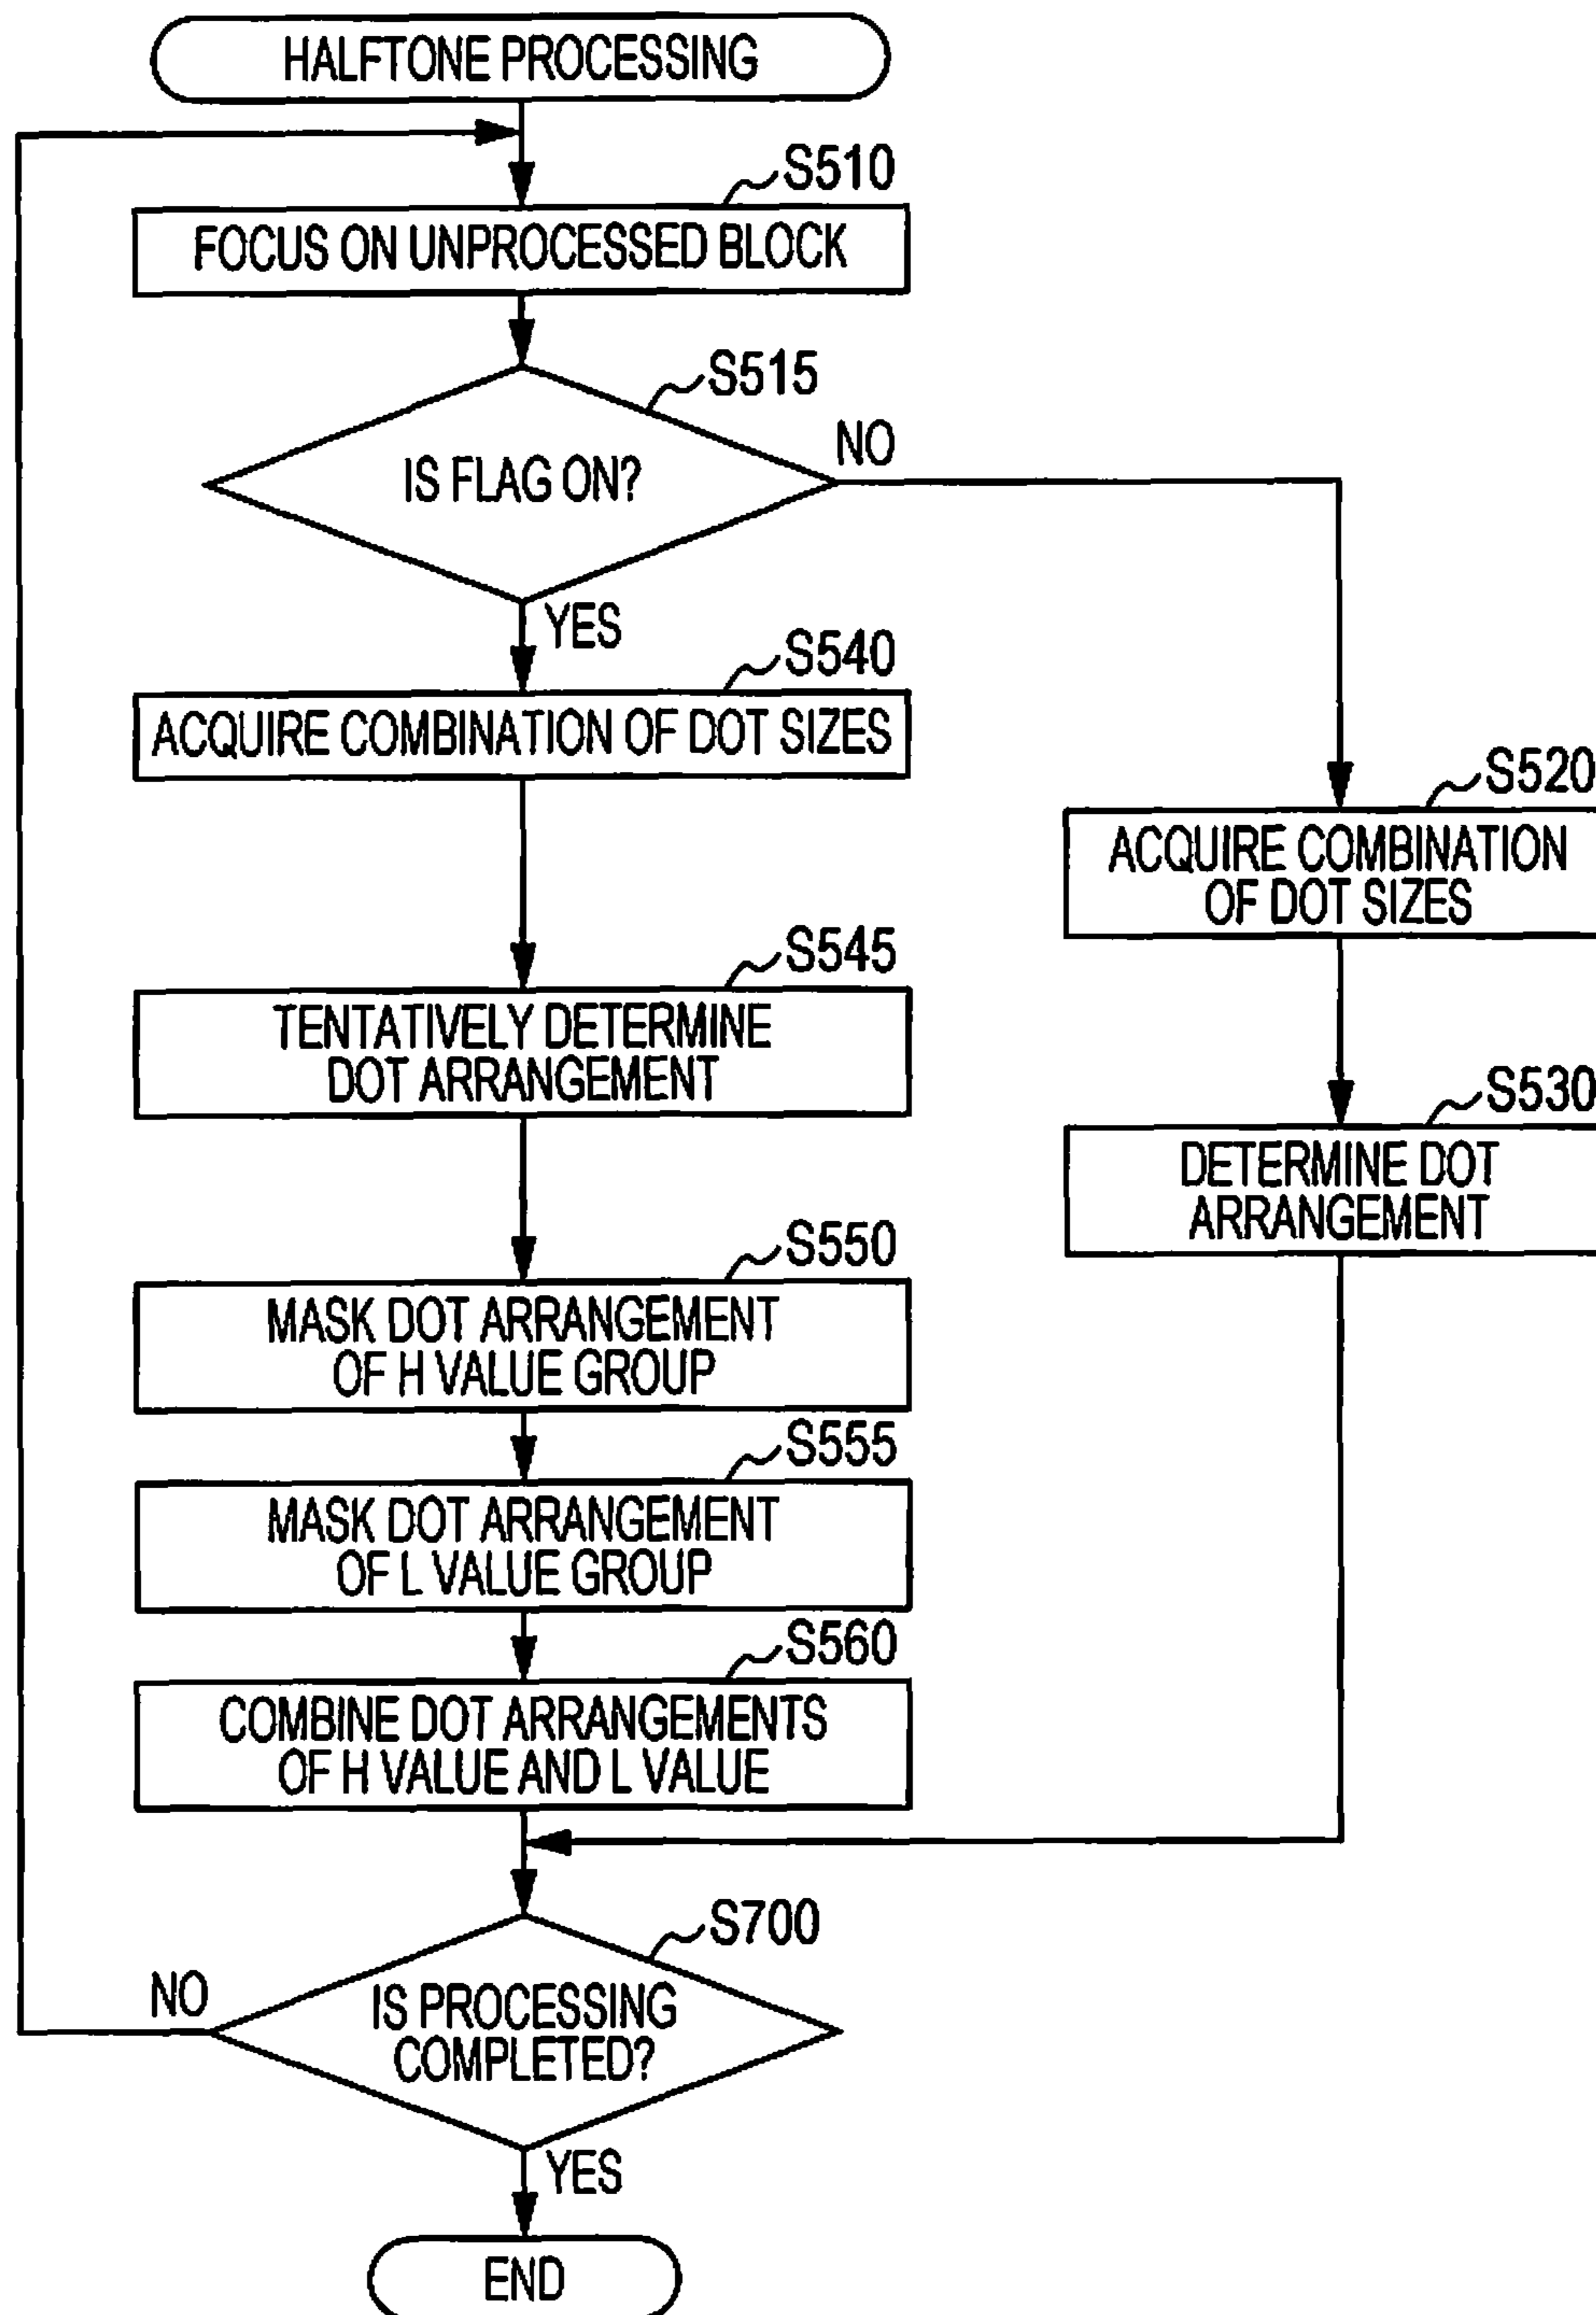 HALFTONE PROCESSING
S510
FOCUS ON UNPROCESSED BLOCK
S515
IS FLAG ON?
NO
YES
S540
ACQUIRE COMBINATION OF DOT SIZES
S520
ACQUIRE COMBINATION
OF DOT SIZES
S545
TENTATIVELY DETERMINE
DOT ARRANGEMENT
S530
DETERMINE DOT
ARRANGEMENT
S550
MASK DOT ARRANGEMENT
OF H VALUE GROUP
S555
MASK DOT ARRANGEMENT
OF L VALUE GROUP
S560
COMBINE DOT ARRANGEMENTS
OF H VALUE AND L VALUE
S700
IS PROCESSING
COMPLETED?
NO
YES
END